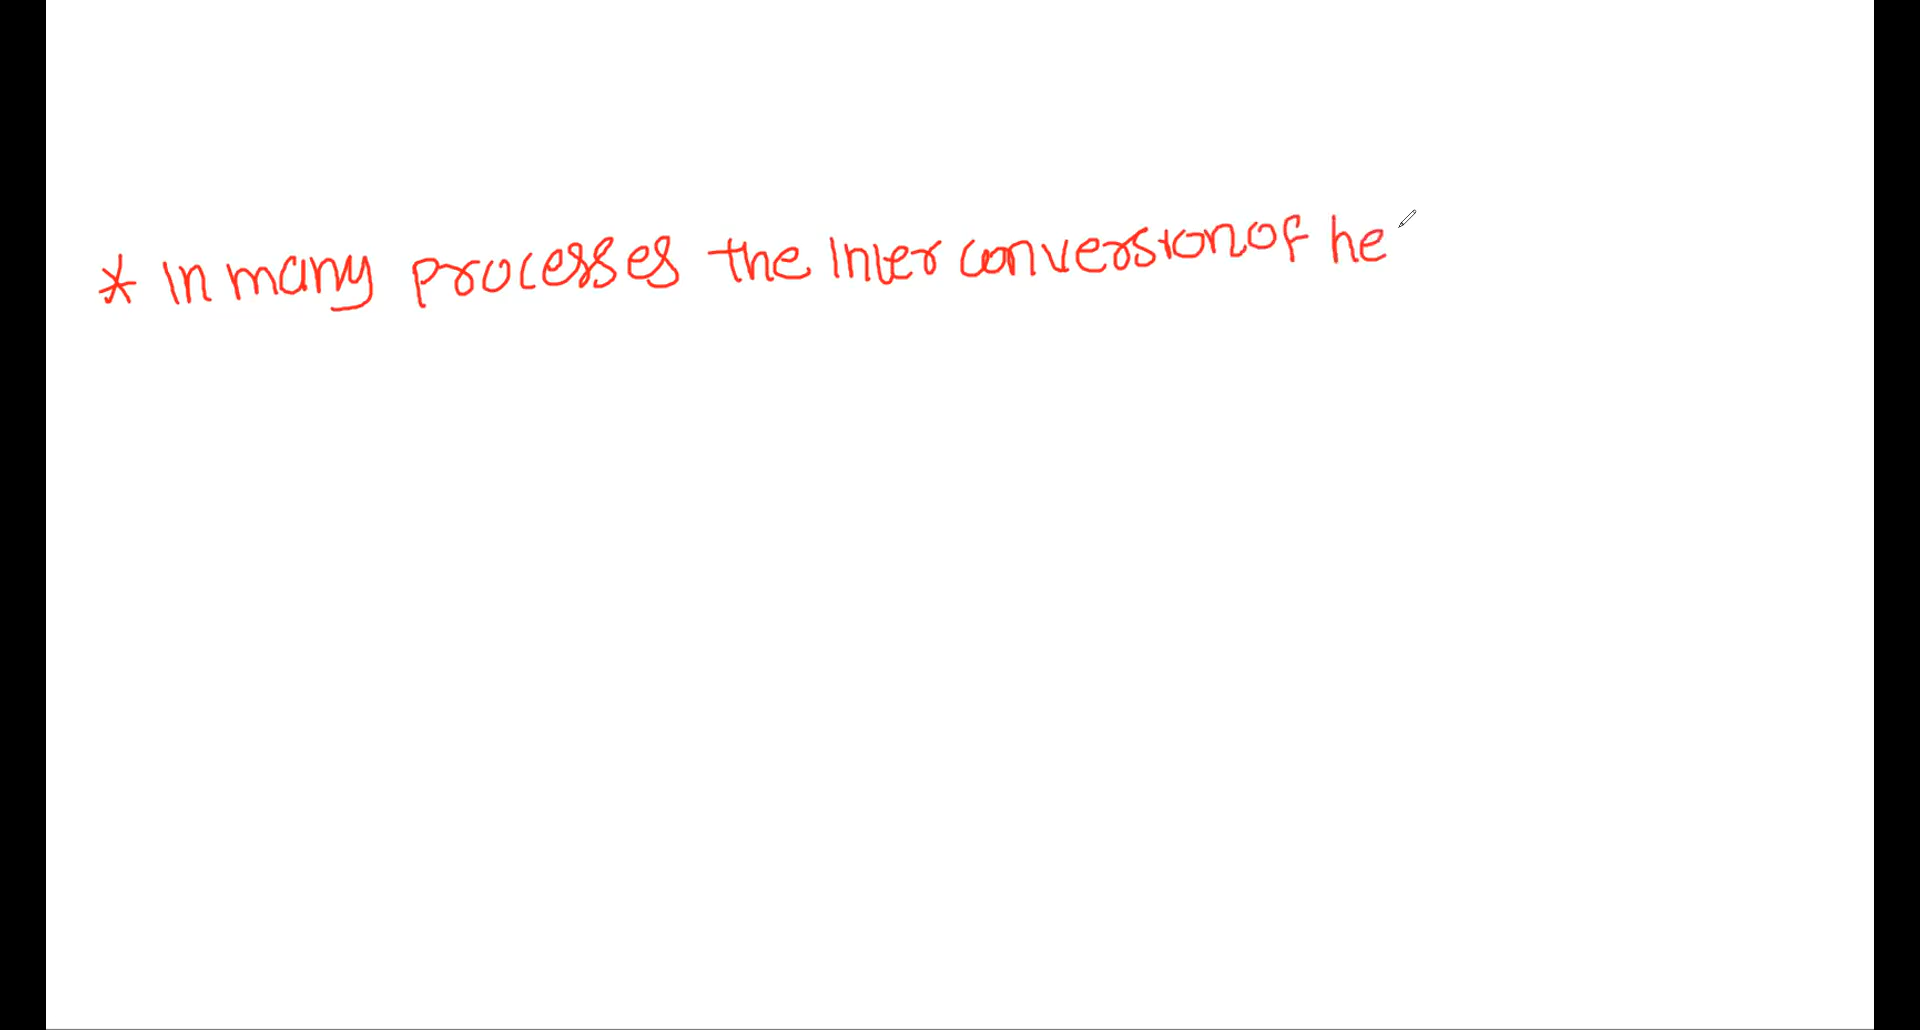 * In many processes the Inter conversion of he